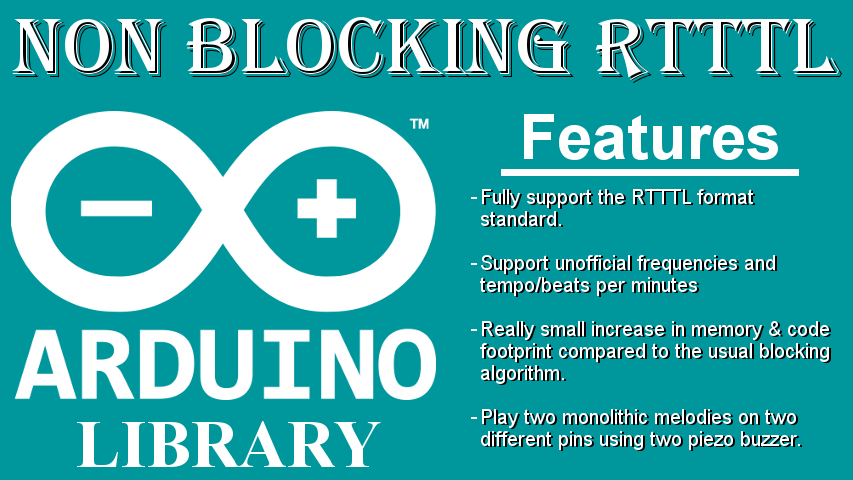 NON BLOCKING RTTTL
TM
ARDUINO
LIBRARY
Features
-Fully support the RTTTL format
standard.
-Support unofficial frequencies and
tempo/beats per minutes
-Really small increase in memory & code
footprint compared to the usual blocking
algorithm.
-Play two monolithic melodies on two
different pins using two piezo buzzer.